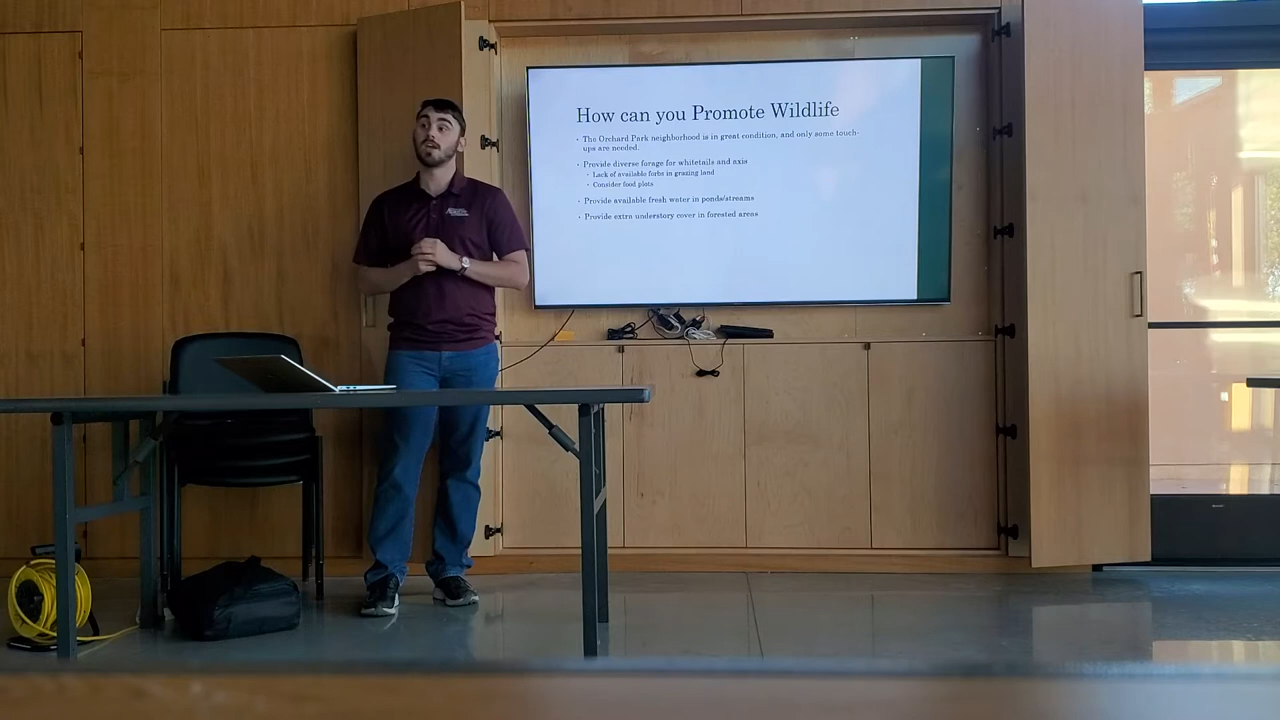 How can you Promote Wildlife
• The Orchard Park neighborhood is in great condition, and only some touch-
ups are needed.
• Provide diverse forage for whitetails and axis
• Lack of available forbs in grazing land
• Consider food plots
• Provide available fresh water in ponds/streams
• Provide extra understory cover in forested areas